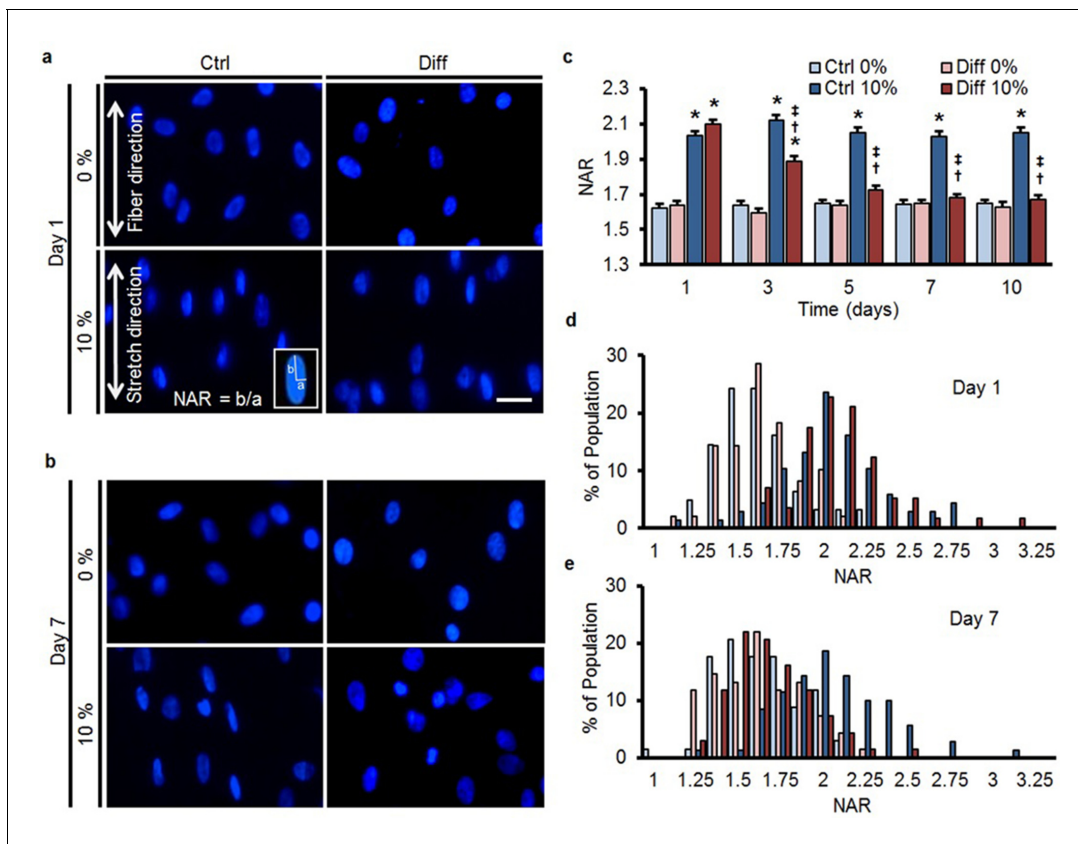 a
Ctrl
Diff
Day 1
0 %
Fiber direction
10 %
Stretch direction
b
a
NAR = b/a
b
Day 7
0 %
10 %
c
Ctrl 0%
Diff 0%
Ctrl 10%
Diff 10%
NAR
2.3
2.1
1.9
1.7
1.5
1.3
* * ‡ † * * ‡ † * ‡ † * ‡ † *
1 3 5 7 10
Time (days)
d
Day 1
% of Population
30
20
10
0
1 1.25 1.5 1.75 2 2.25 2.5 2.75 3 3.25
NAR
e
Day 7
% of Population
30
20
10
0
1 1.25 1.5 1.75 2 2.25 2.5 2.75 3 3.25
NAR